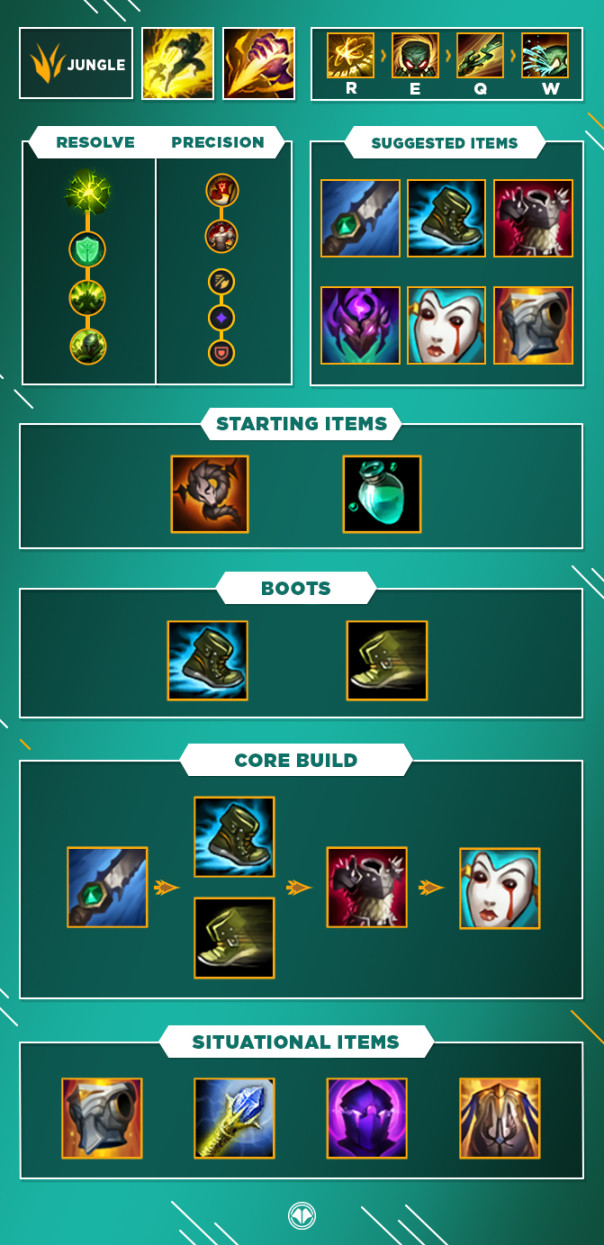 JUNGLE
R E Q W
RESOLVE PRECISION
SUGGESTED ITEMS
STARTING ITEMS
BOOTS
CORE BUILD
SITUATIONAL ITEMS